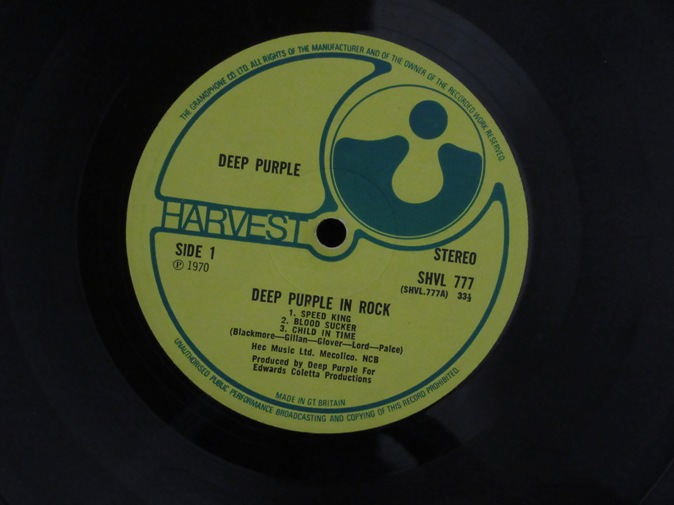 THE GRAMOPHONE CO LTD. ALL RIGHTS OF THE MANUFACTURER AND OF THE OWNER OF THE RECORDED WORK RESERVED.
DEEP PURPLE
HARVEST
SIDE 1
℗ 1970
STEREO
SHVL 777
(SHVL.777A) 33⅓
DEEP PURPLE IN ROCK
1. SPEED KING
2. BLOOD SUCKER
3. CHILD IN TIME
(Blackmore—Gillan—Glover—Lord—Paice)
Hec Music Ltd. Mecolico. NCB
Produced by Deep Purple For
Edwards Coletta Productions
MADE IN GT BRITAIN
UNAUTHORISED PUBLIC PERFORMANCE BROADCASTING AND COPYING OF THIS RECORD PROHIBITED.